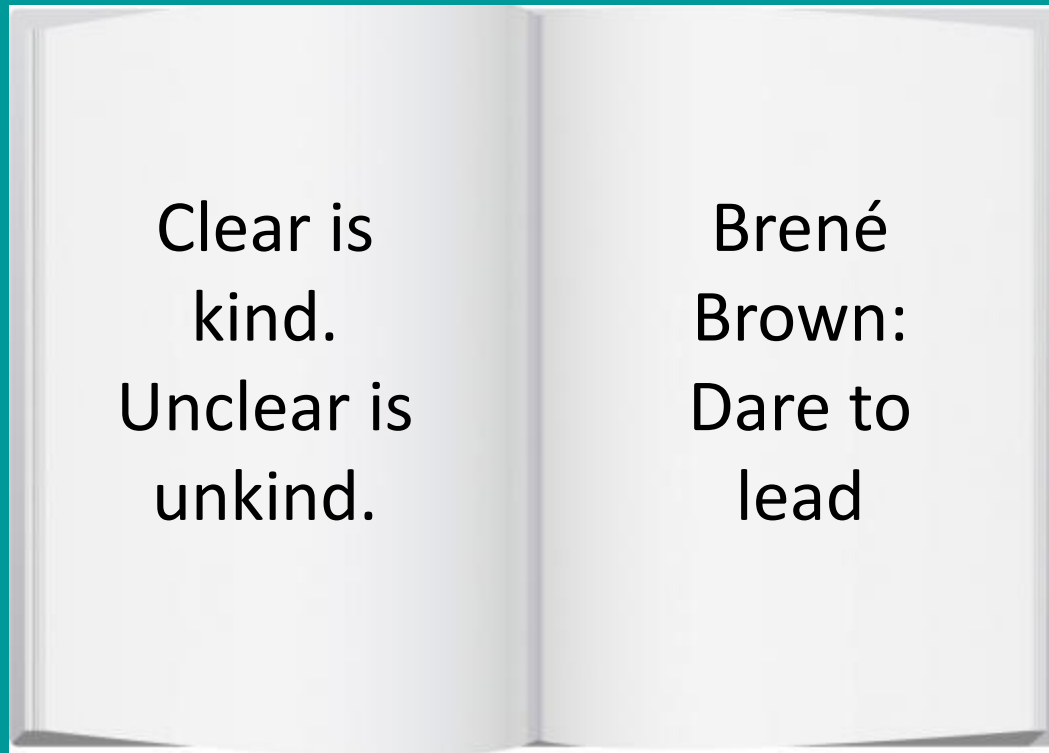 Clear is
kind.
Unclear is
unkind.
Brené
Brown:
Dare to
lead